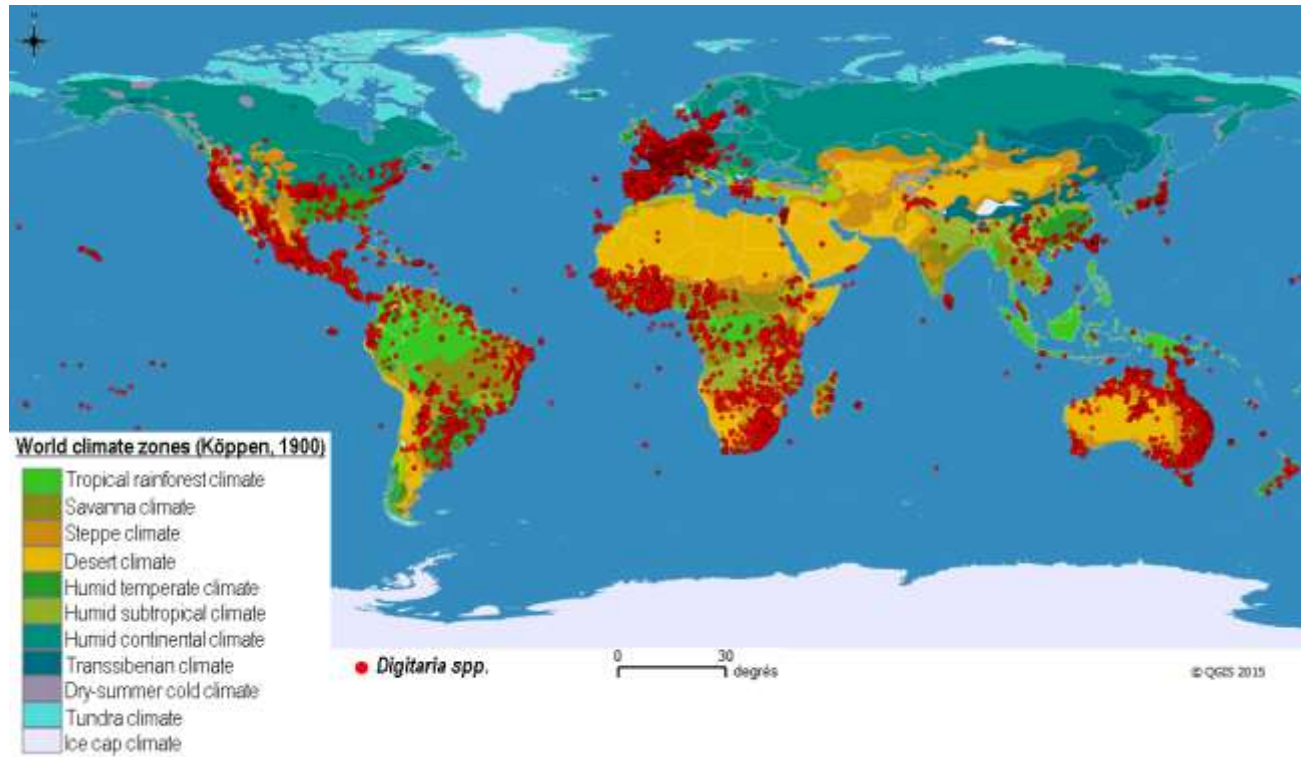 World climate zones (Köppen, 1900)
Tropical rainforest climate
Savanna climate
Steppe climate
Desert climate
Humid temperate climate
Humid subtropical climate
Humid continental climate
Transsiberian climate
Dry-summer cold climate
Tundra climate
Ice cap climate
Digitaria spp.
0 30
degrés
© QGIS 2015